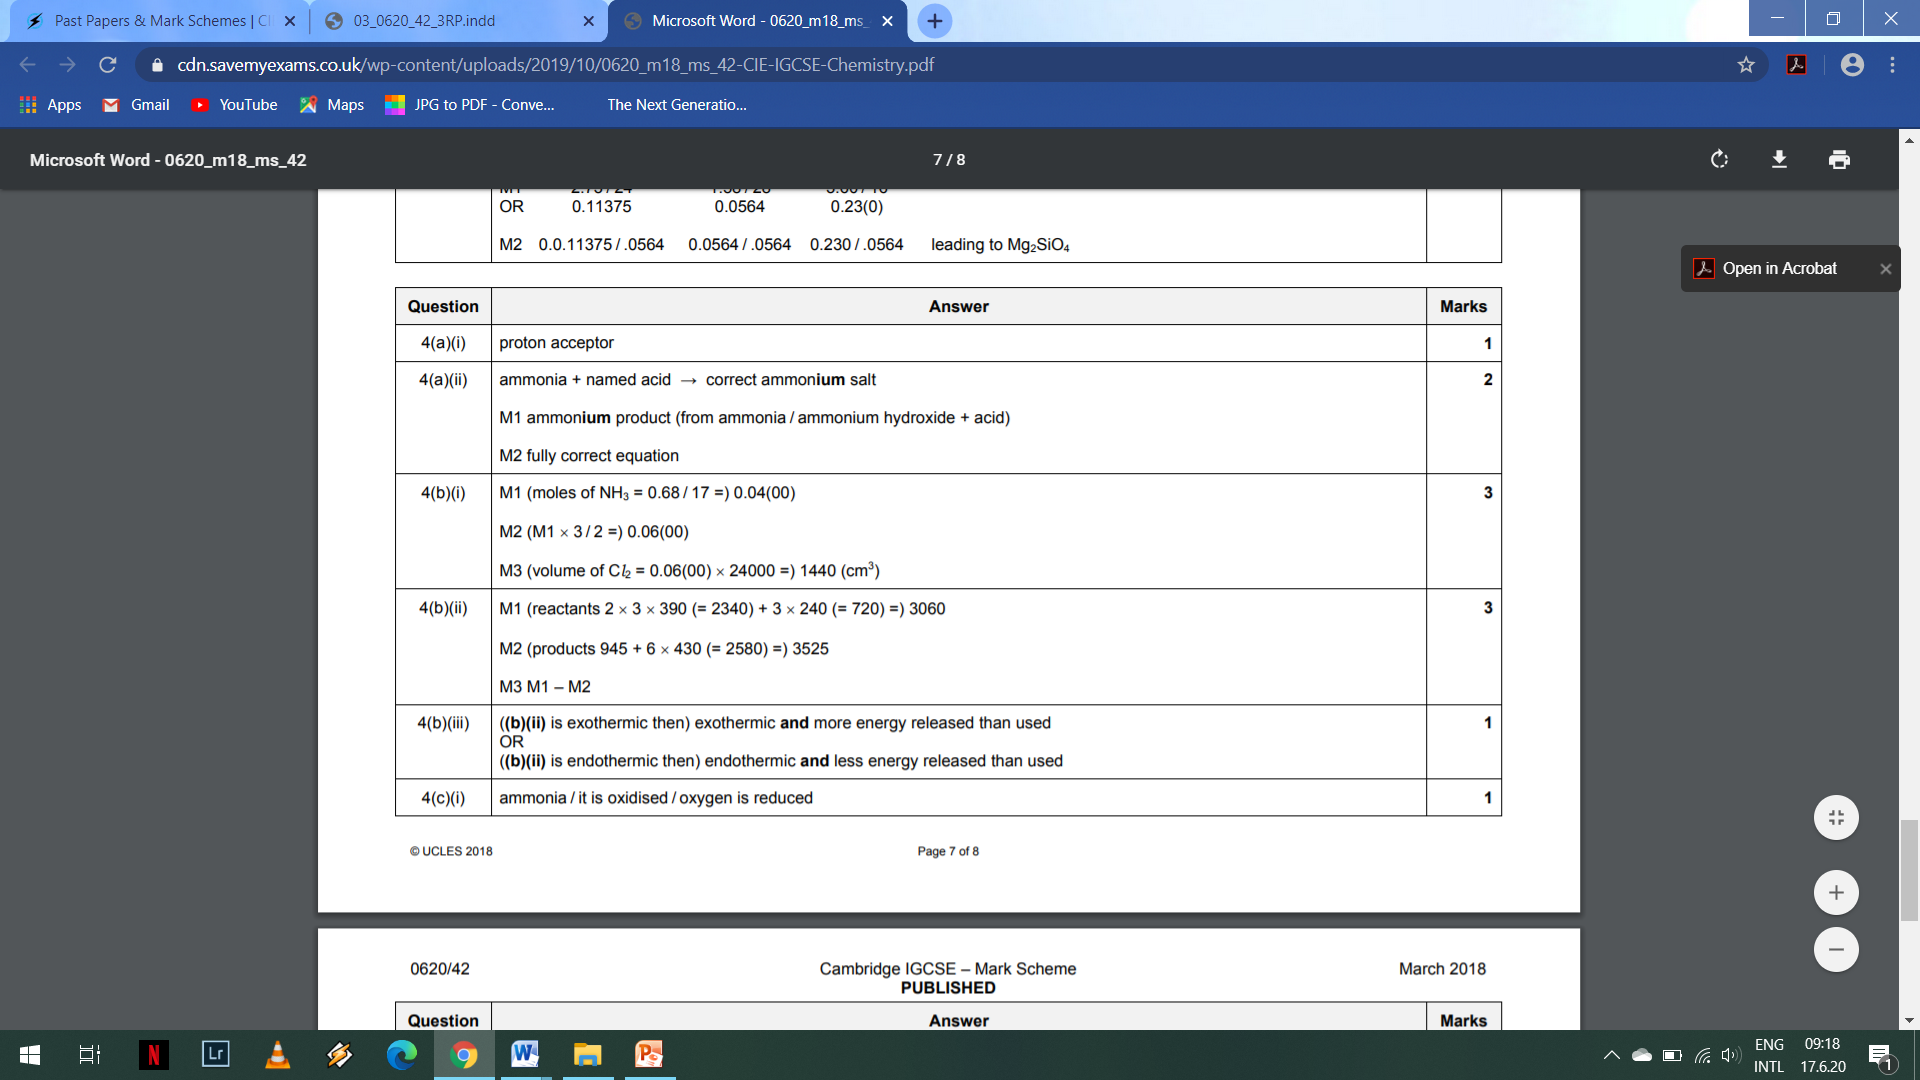 Past Papers & Mark Schemes | CI
03_0620_42_3RP.indd
Microsoft Word - 0620_m18_ms_
cdn.savemyexams.co.uk/wp-content/uploads/2019/10/0620_m18_ms_42-CIE-IGCSE-Chemistry.pdf
Apps Gmail YouTube Maps JPG to PDF - Conve... The Next Generatio...
Microsoft Word - 0620_m18_ms_42
7 / 8
OR 0.11375 0.0564 0.23(0)
M2 0.0.11375 / .0564 0.0564 / .0564 0.230 / .0564 leading to Mg₂SiO₄
Open in Acrobat
Question Answer Marks
4(a)(i) proton acceptor 1
4(a)(ii) ammonia + named acid → correct ammonium salt 2
M1 ammonium product (from ammonia / ammonium hydroxide + acid)
M2 fully correct equation
4(b)(i) M1 (moles of NH₃ = 0.68 / 17 =) 0.04(00) 3
M2 (M1 × 3 / 2 =) 0.06(00)
M3 (volume of Cl₂ = 0.06(00) × 24000 =) 1440 (cm³)
4(b)(ii) M1 (reactants 2 × 3 × 390 (= 2340) + 3 × 240 (= 720) =) 3060 3
M2 (products 945 + 6 × 430 (= 2580) =) 3525
M3 M1 – M2
4(b)(iii) ((b)(ii) is exothermic then) exothermic and more energy released than used 1
OR
((b)(ii) is endothermic then) endothermic and less energy released than used
4(c)(i) ammonia / it is oxidised / oxygen is reduced 1
© UCLES 2018 Page 7 of 8
0620/42 Cambridge IGCSE – Mark Scheme March 2018
PUBLISHED
Question Answer Marks
N Lr W P
ENG 09:18
INTL 17.6.20
1